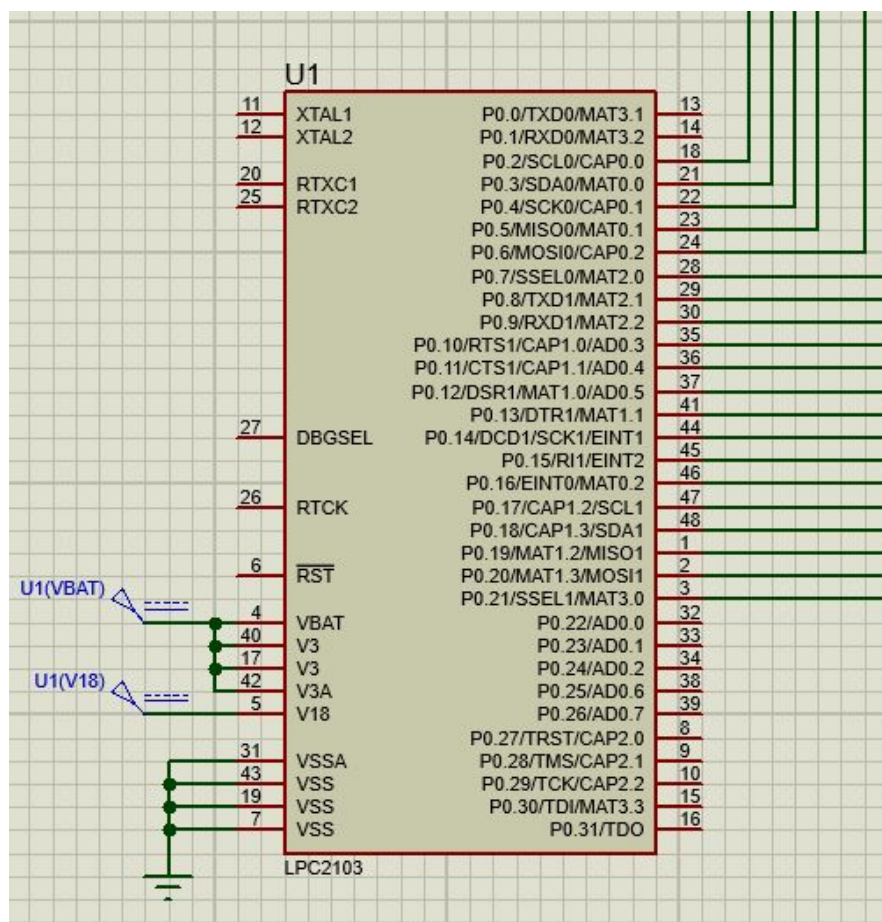 U1
11 XTAL1 P0.0/TXD0/MAT3.1 13
12 XTAL2 P0.1/RXD0/MAT3.2 14
P0.2/SCL0/CAP0.0 18
20 RTXC1 P0.3/SDA0/MAT0.0 21
25 RTXC2 P0.4/SCK0/CAP0.1 22
P0.5/MISO0/MAT0.1 23
P0.6/MOSI0/CAP0.2 24
P0.7/SSEL0/MAT2.0 28
P0.8/TXD1/MAT2.1 29
P0.9/RXD1/MAT2.2 30
P0.10/RTS1/CAP1.0/AD0.3 35
P0.11/CTS1/CAP1.1/AD0.4 36
P0.12/DSR1/MAT1.0/AD0.5 37
P0.13/DTR1/MAT1.1 41
27 DBGSEL P0.14/DCD1/SCK1/EINT1 44
P0.15/RI1/EINT2 45
P0.16/EINT0/MAT0.2 46
26 RTCK P0.17/CAP1.2/SCL1 47
P0.18/CAP1.3/SDA1 48
P0.19/MAT1.2/MISO1 1
6 RST P0.20/MAT1.3/MOSI1 2
U1(VBAT) P0.21/SSEL1/MAT3.0 3
4 VBAT P0.22/AD0.0 32
40 V3 P0.23/AD0.1 33
17 V3 P0.24/AD0.2 34
U1(V18) 42 V3A P0.25/AD0.6 38
5 V18 P0.26/AD0.7 39
P0.27/TRST/CAP2.0 8
31 VSSA P0.28/TMS/CAP2.1 9
43 VSS P0.29/TCK/CAP2.2 10
19 VSS P0.30/TDI/MAT3.3 15
7 VSS P0.31/TDO 16
LPC2103